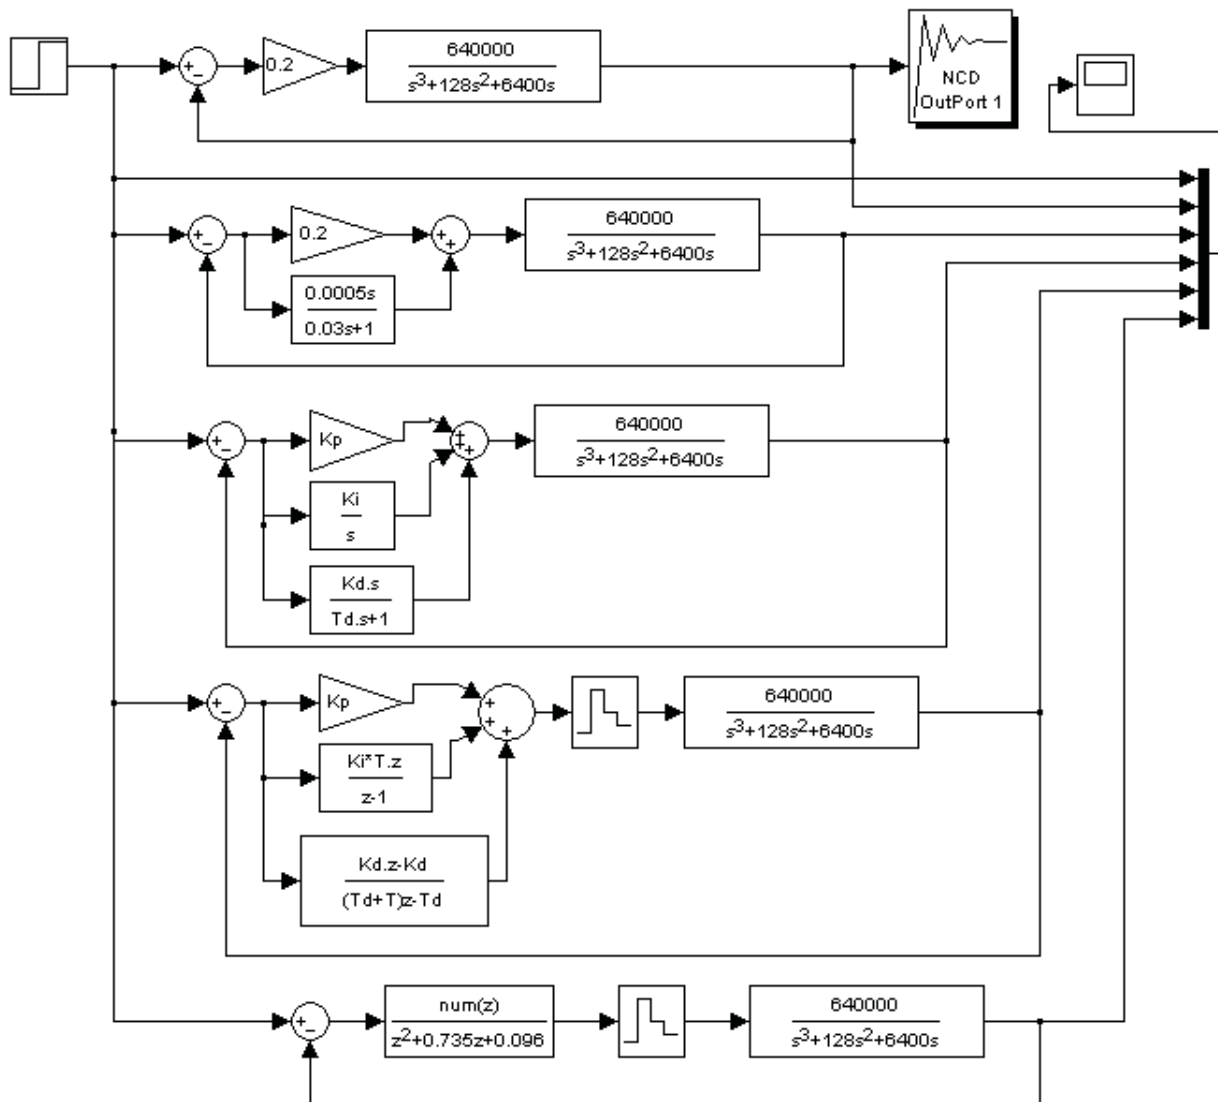 +
−
0.2
640000
s³+128s²+6400s
NCD
OutPort 1
+
−
0.2
+
+
640000
s³+128s²+6400s
0.0005s
0.03s+1
+
−
Kp
+
+
+
640000
s³+128s²+6400s
Ki
s
Kd.s
Td.s+1
+
−
Kp
+
+
+
640000
s³+128s²+6400s
Ki*T.z
z-1
Kd.z-Kd
(Td+T)z-Td
+
−
num(z)
z²+0.735z+0.096
640000
s³+128s²+6400s